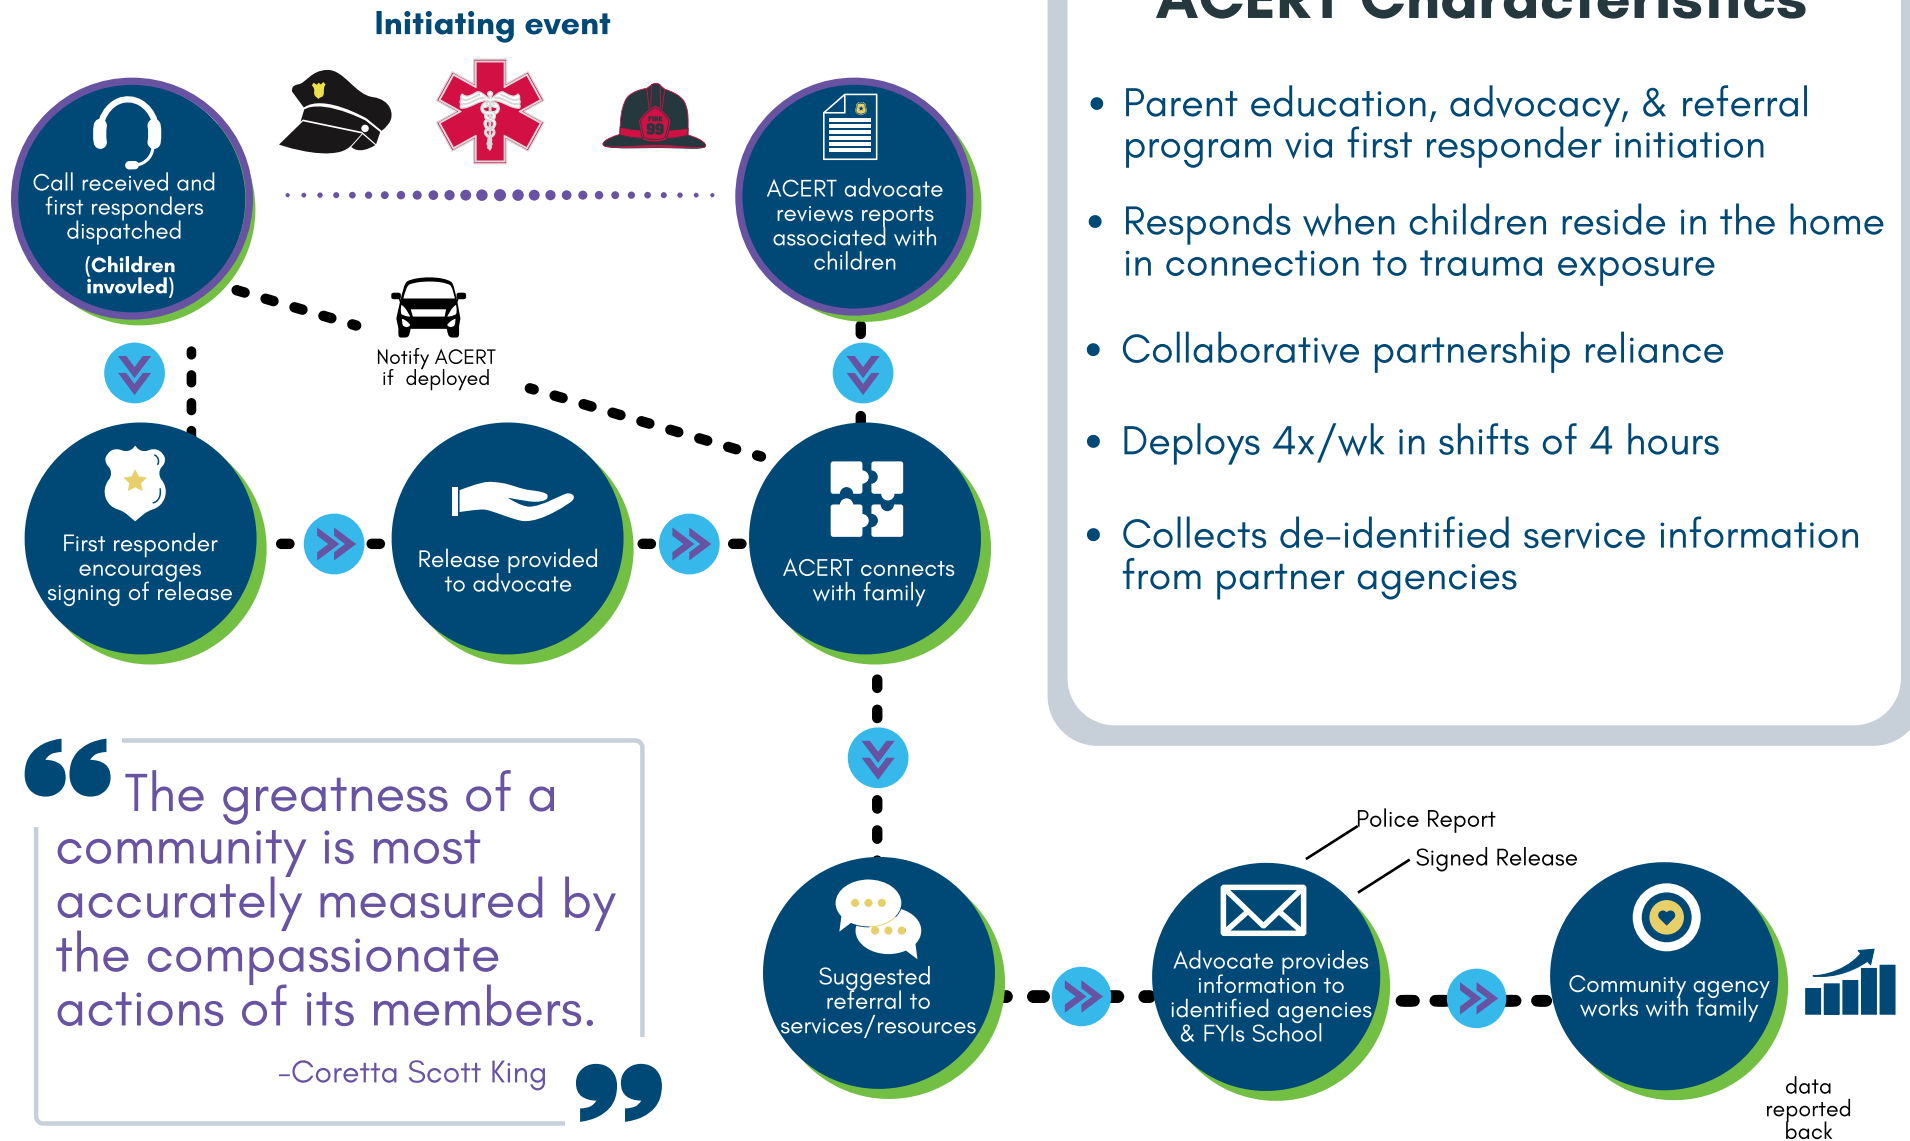 Initiating event
FIRE
99
Call received and
first responders
dispatched
(Children
invovled)
ACERT advocate
reviews reports
associated with
children
Notify ACERT
if deployed
First responder
encourages
signing of release
Release provided
to advocate
ACERT connects
with family
ACERT Characteristics
• Parent education, advocacy, & referral
program via first responder initiation
• Responds when children reside in the home
in connection to trauma exposure
• Collaborative partnership reliance
• Deploys 4x/wk in shifts of 4 hours
• Collects de-identified service information
from partner agencies
“ The greatness of a
community is most
accurately measured by
the compassionate
actions of its members.
-Coretta Scott King ”
Suggested
referral to
services/resources
Police Report
Signed Release
Advocate provides
information to
identified agencies
& FYIs School
Community agency
works with family
data
reported
back